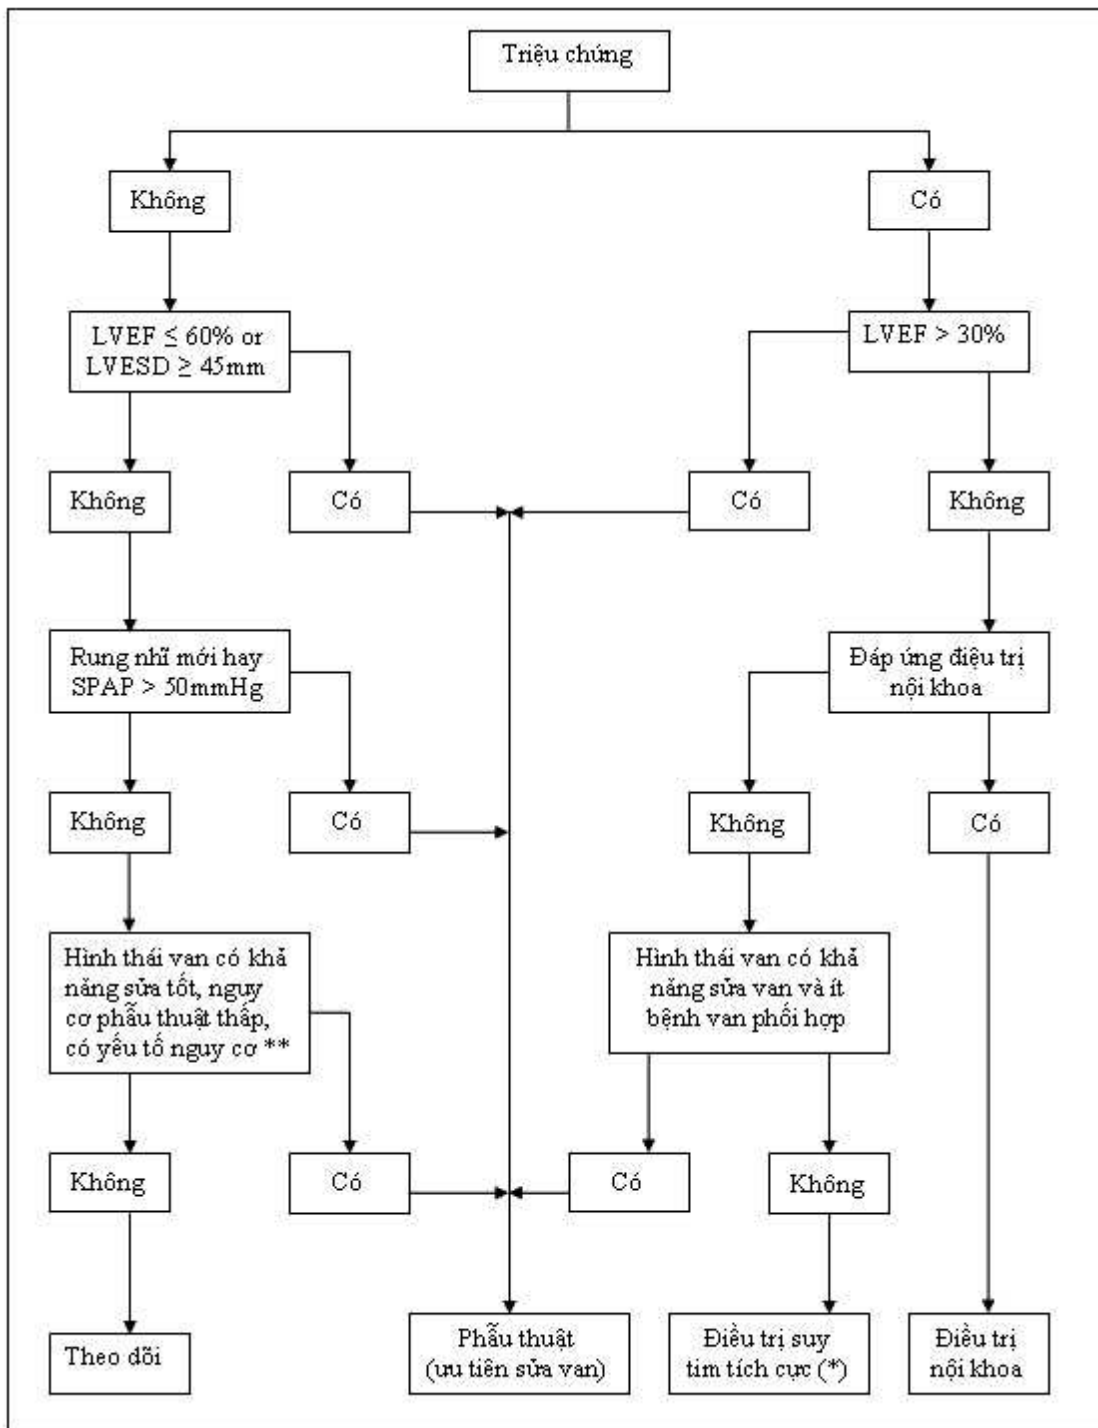 Triệu chứng
Không
Có
LVEF ≤ 60% or
LVESD ≥ 45mm
LVEF > 30%
Không
Có
Có
Không
Rung nhĩ mới hay
SPAP > 50mmHg
Đáp ứng điệu trị
nội khoa
Không
Có
Không
Có
Hình thái van có khả
năng sửa tốt, nguy
cơ phẫu thuật thấp,
có yếu tố nguy cơ **
Hình thái van có khả
năng sửa van và ít
bệnh van phối hợp
Không
Có
Có
Không
Theo dõi
Phẫu thuật
(ưu tiên sửa van)
Điều trị suy
tim tích cực (*)
Điều trị
nội khoa